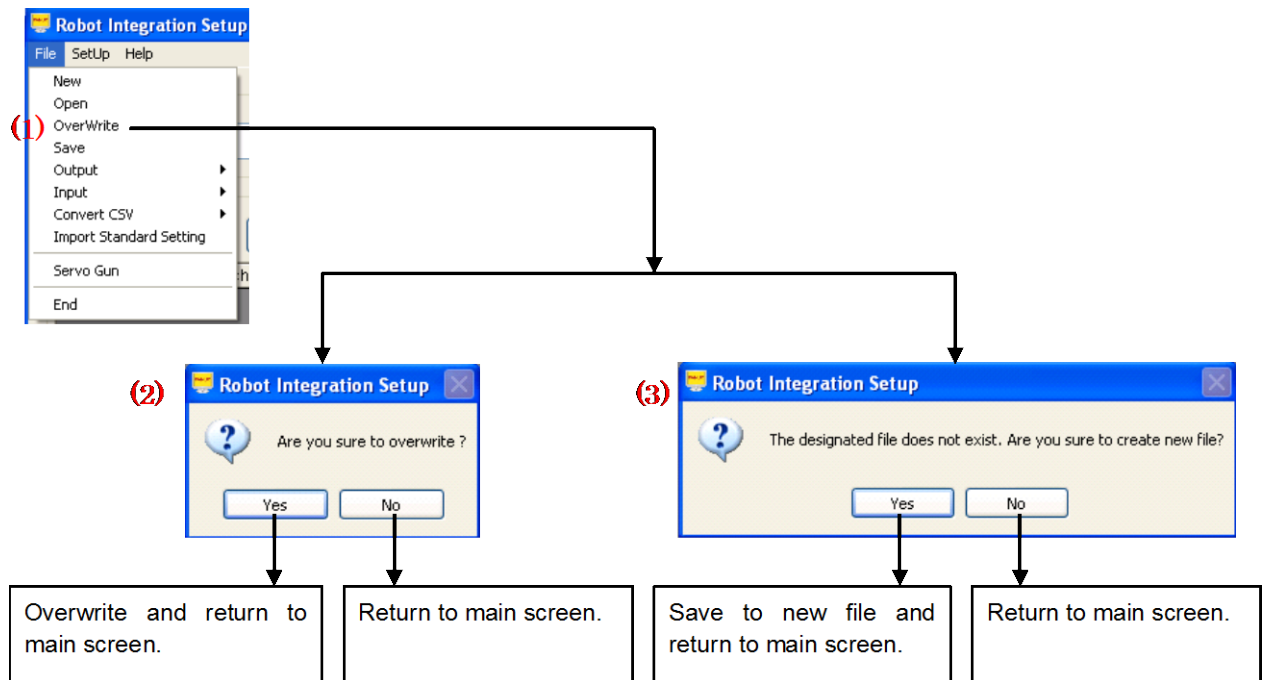 Robot Integration Setup
File SetUp Help
New
Open
(1) OverWrite
Save
Output
Input
Convert CSV
Import Standard Setting
Servo Gun
End
(2) Robot Integration Setup
Are you sure to overwrite ?
Yes No
Overwrite and return to
main screen.
Return to main screen.
(3) Robot Integration Setup
The designated file does not exist. Are you sure to create new file?
Yes No
Save to new file and
return to main screen.
Return to main screen.